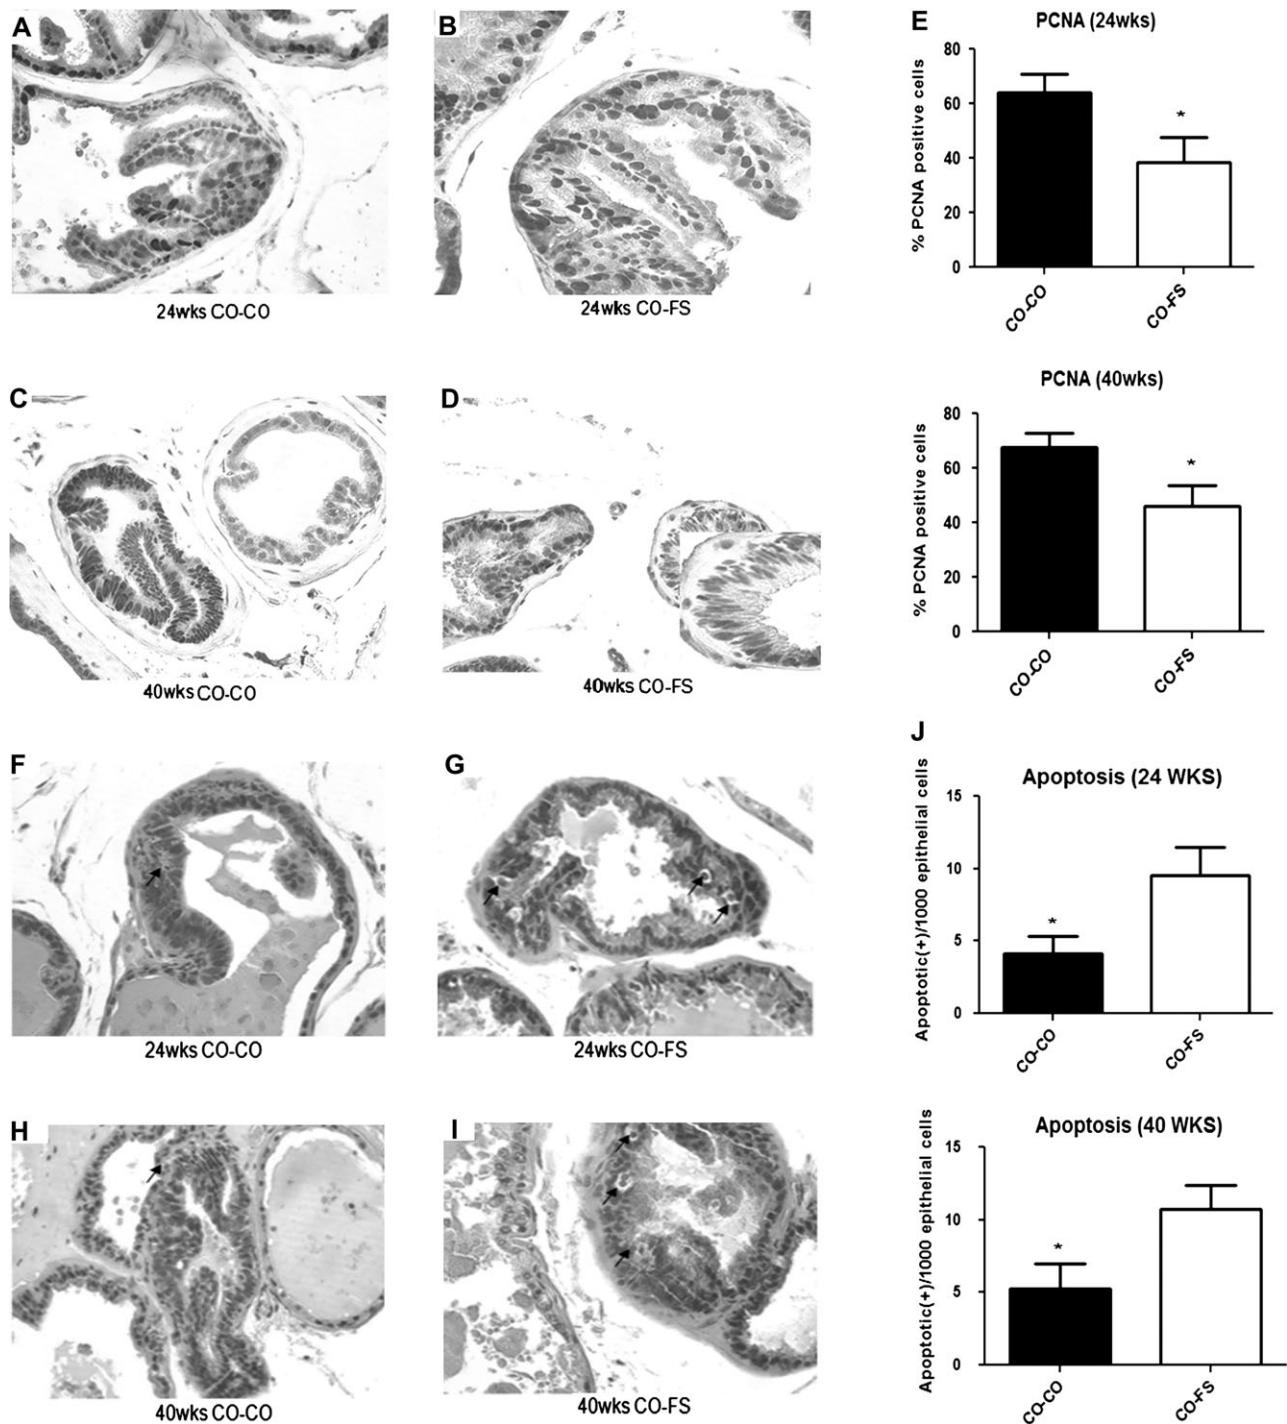 A
B
24wks CO-CO
24wks CO-FS
E
PCNA (24wks)
% PCNA positive cells
80
60
40
20
0
*
CO-CO
CO-FS
C
D
40wks CO-CO
40wks CO-FS
PCNA (40wks)
% PCNA positive cells
80
60
40
20
0
*
CO-CO
CO-FS
F
G
24wks CO-CO
24wks CO-FS
J
Apoptosis (24 WKS)
Apoptotic(+)/1000 epithelial cells
15
10
5
0
*
CO-CO
CO-FS
H
I
40wks CO-CO
40wks CO-FS
Apoptosis (40 WKS)
Apoptotic(+)/1000 epithelial cells
15
10
5
0
*
CO-CO
CO-FS